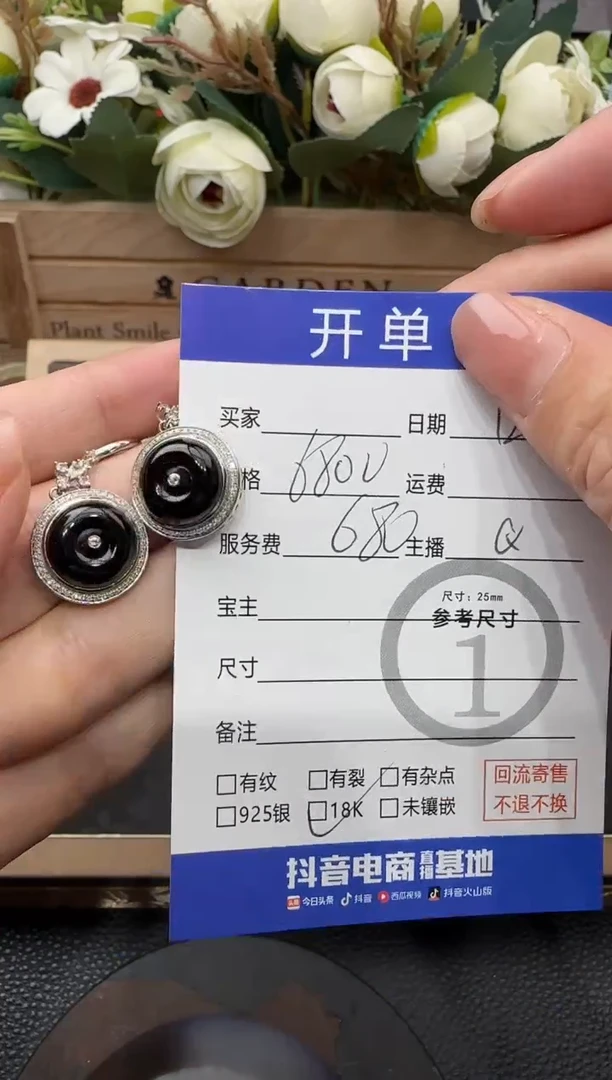 GARDEN
Plant Smile
开单
买家 日期
格 6800 运费
服务费 680 主播 Q
宝主
尺寸：25mm
参考尺寸
1
尺寸
备注
有纹 有裂 有杂点
925银 18K 未镶嵌
回流寄售
不退不换
抖音电商直播基地
头条 今日头条 抖音 西瓜视频 抖音火山版